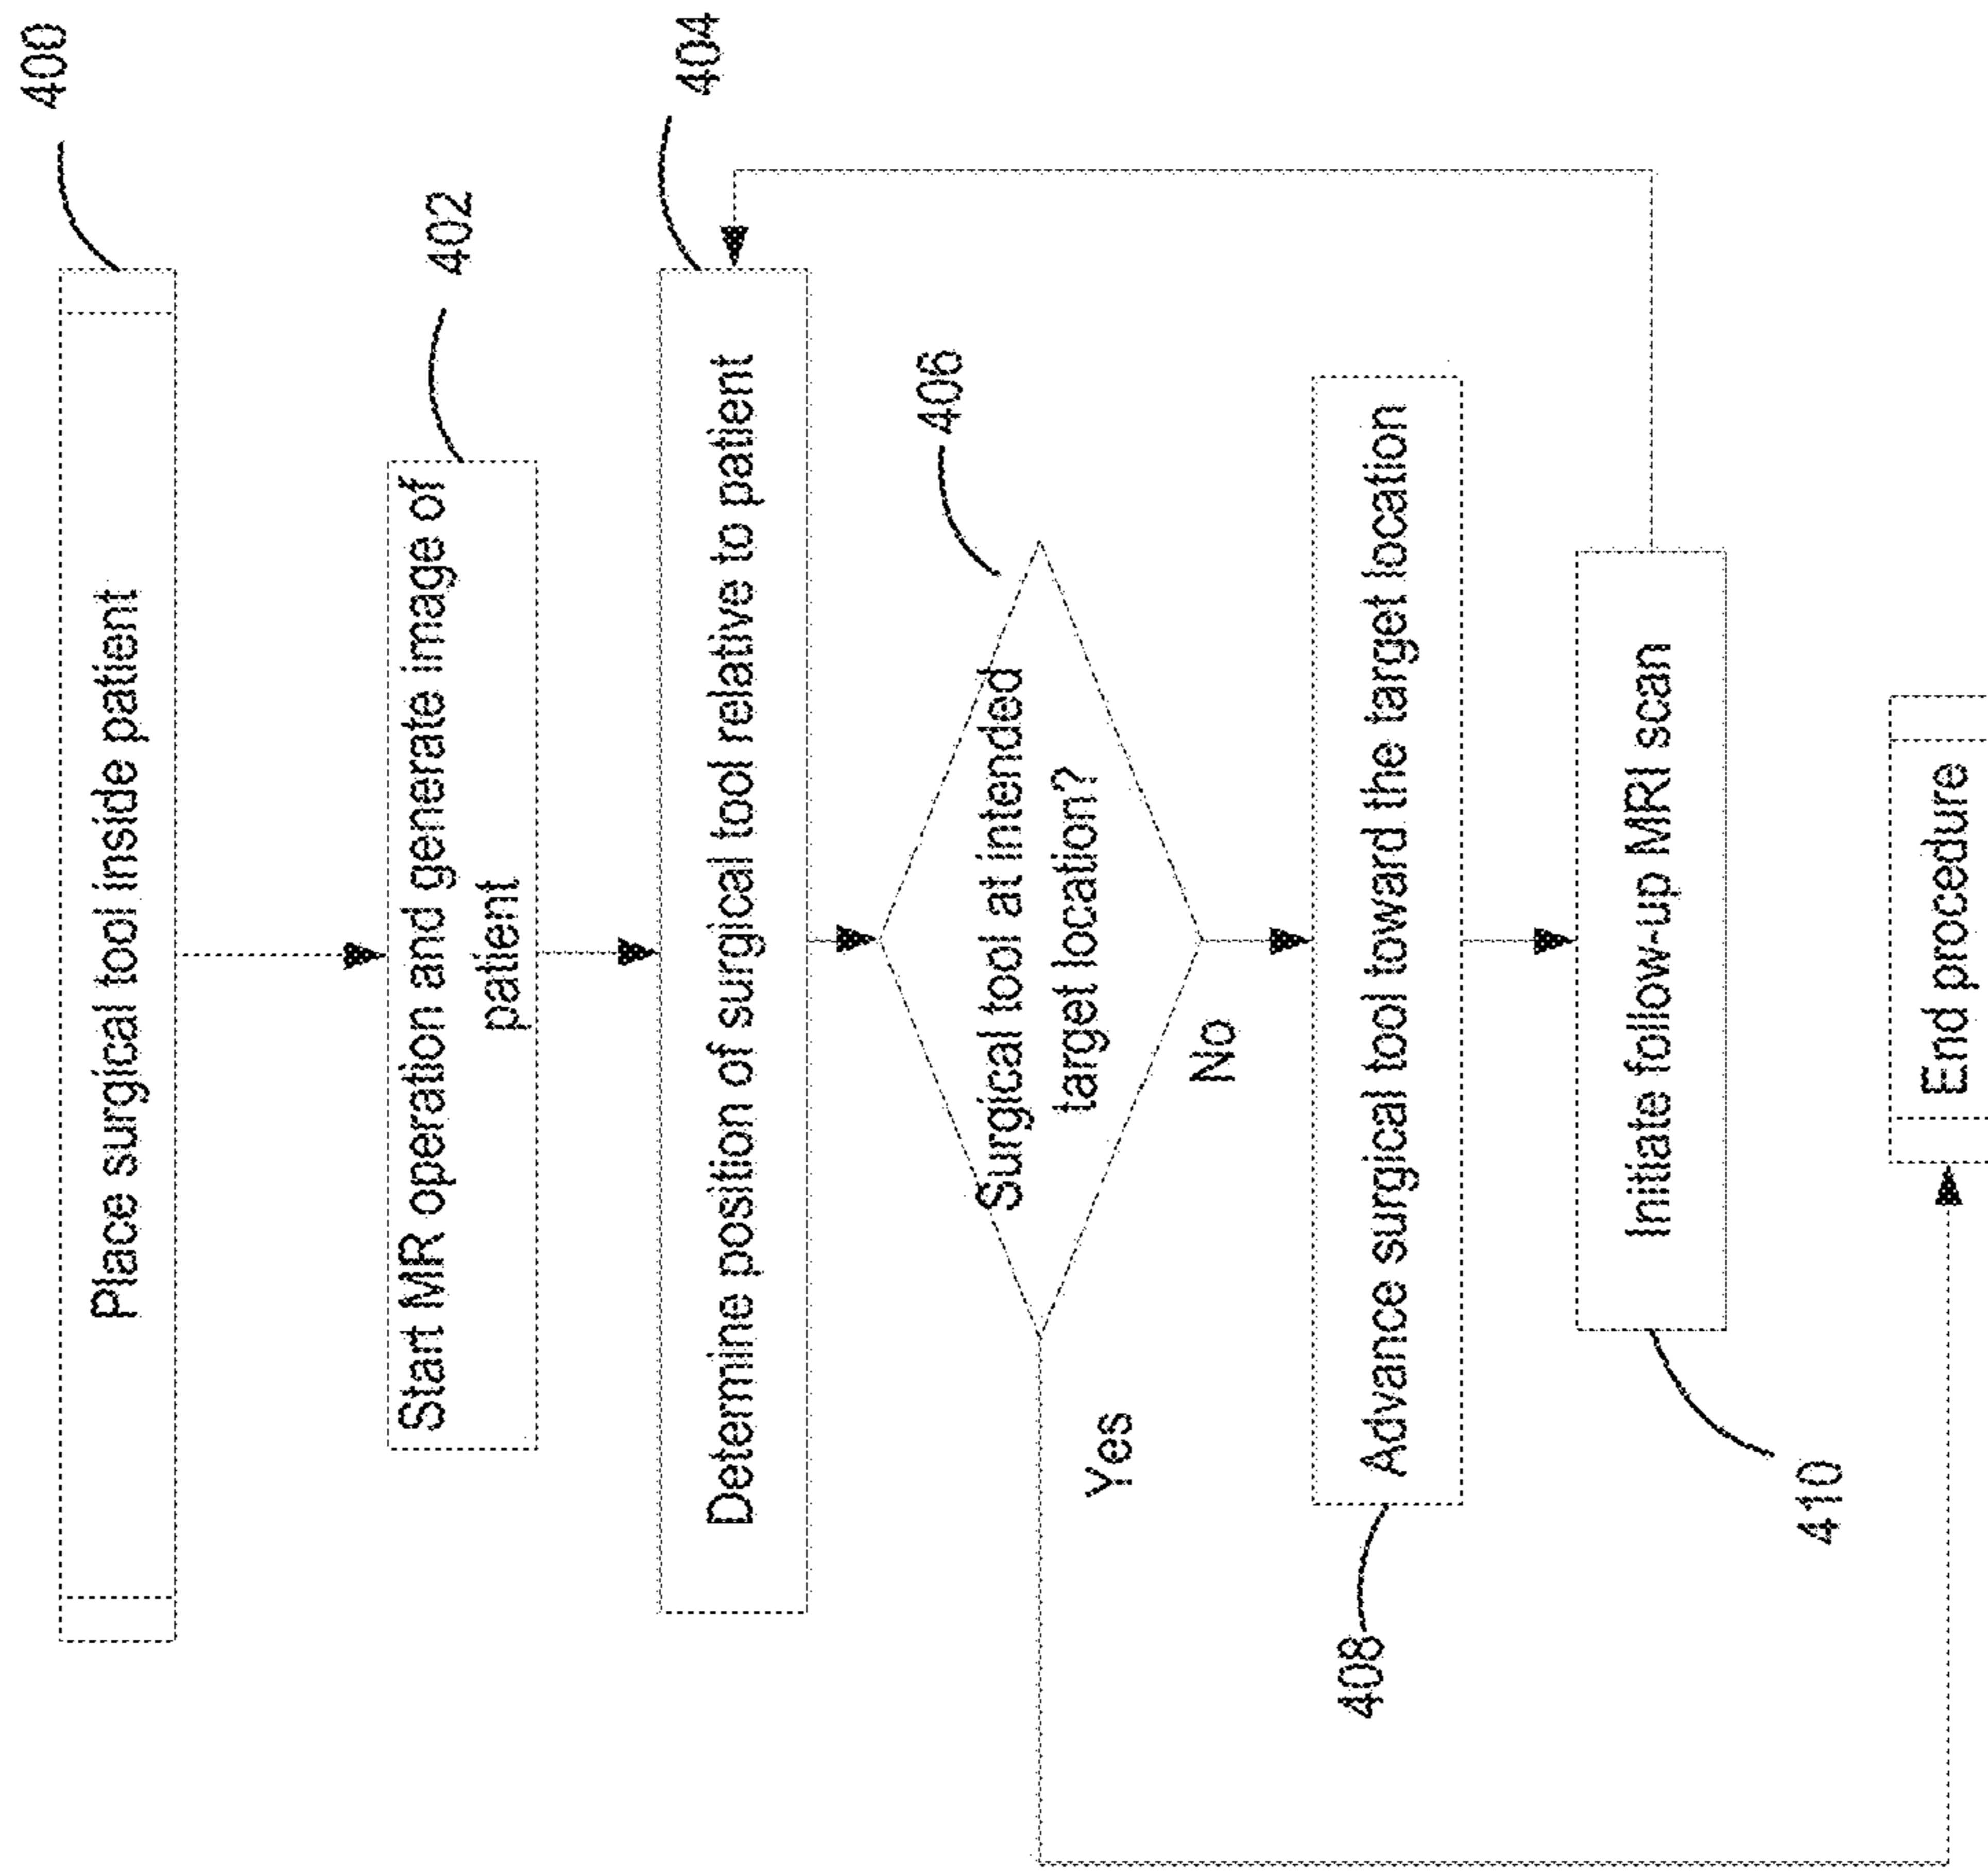 400
Place surgical tool inside patient
402
Start MR operation and generate image of
patient
404
Determine position of surgical tool relative to patient
406
Surgical tool at intended
target location?
Yes
No
408
Advance surgical tool toward the target location
410
Initiate follow-up MRI scan
End procedure